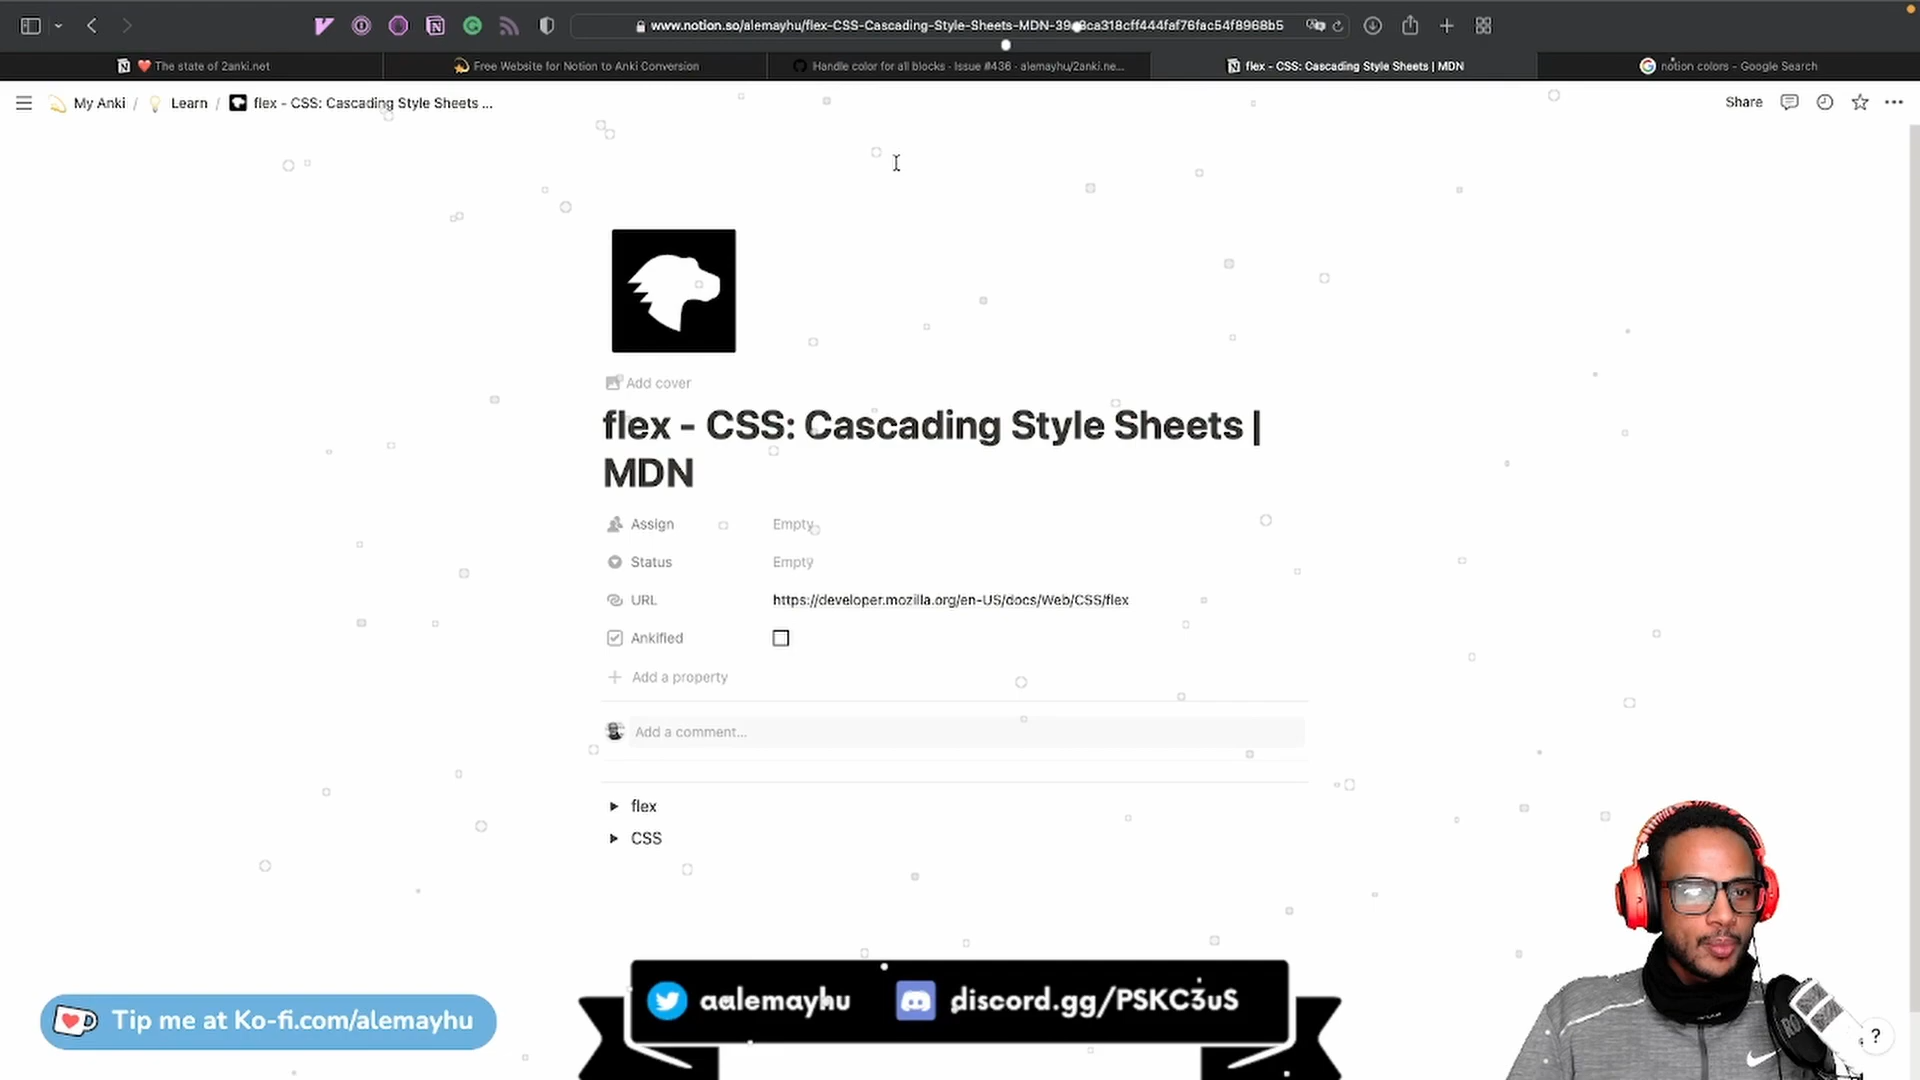 www.notion.so/alemayhu/flex-CSS-Cascading-Style-Sheets-MDN-39
The state of 2anki.net
Free Website for Notion to Anki Conversion
Handle color for all blocks · Issue #436 · alemayhu/2anki.ne...
flex - CSS: Cascading Style Sheets | MDN
notion colors - Google Search
My Anki / Learn / flex - CSS: Cascading Style Sheets ...
Share
flex - CSS: Cascading Style Sheets |
MDN
Assign Empty
Status Empty
URL https://developer.mozilla.org/en-US/docs/Web/CSS/flex
Ankified
Add cover
Add a property
Add a comment...
flex
CSS
aalemayhu discord.gg/PSKC3uS
Tip me at Ko-fi.com/alemayhu
?